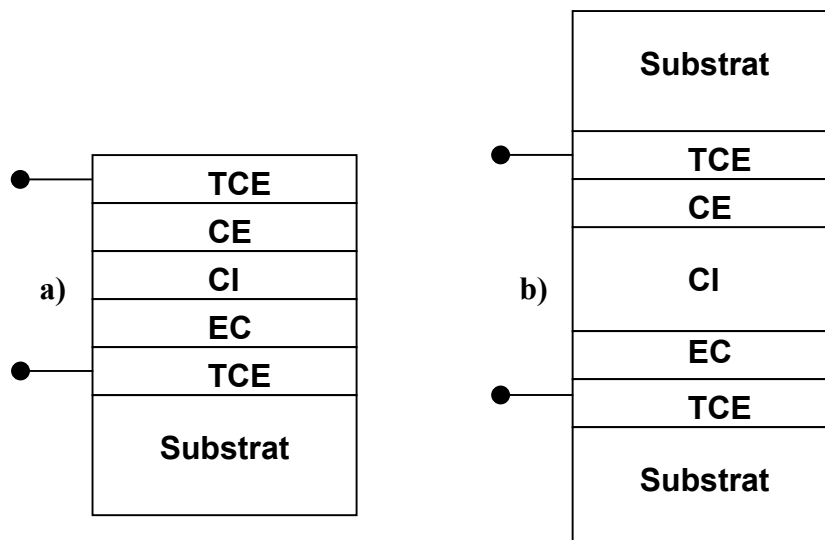 a)
TCE
CE
CI
EC
TCE
Substrat
b)
Substrat
TCE
CE
CI
EC
TCE
Substrat